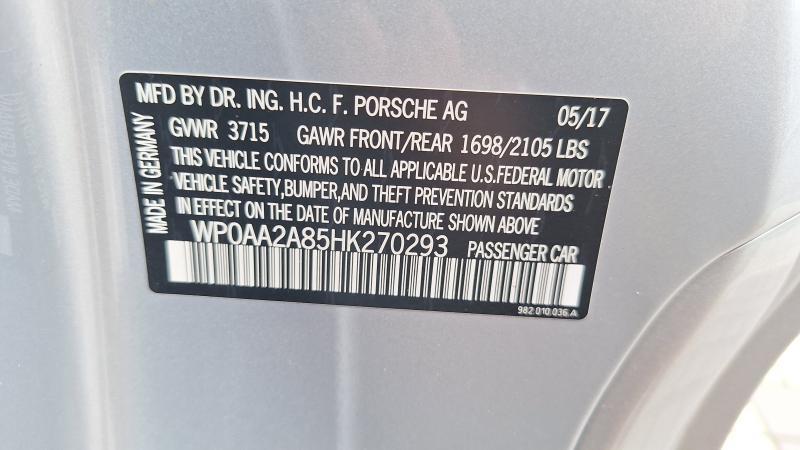 MFD BY DR. ING. H.C. F. PORSCHE AG 05/17
GVWR 3715 GAWR FRONT/REAR 1698/2105 LBS
THIS VEHICLE CONFORMS TO ALL APPLICABLE U.S.FEDERAL MOTOR
VEHICLE SAFETY,BUMPER,AND THEFT PREVENTION STANDARDS
IN EFFECT ON THE DATE OF MANUFACTURE SHOWN ABOVE
WP0AA2A85HK270293 PASSENGER CAR
982.010.036.A
MADE IN GERMANY